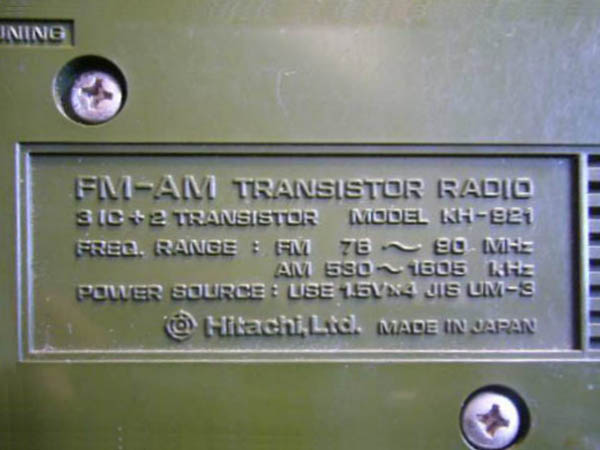 UNING
FM-AM TRANSISTOR RADIO
3 IC + 2 TRANSISTOR MODEL KH-921
FREQ. RANGE : FM 76 ~ 90 MHz
AM 530 ~ 1605 kHz
POWER SOURCE : USE 1.5V×4 JIS UM-3
Hitachi, Ltd. MADE IN JAPAN